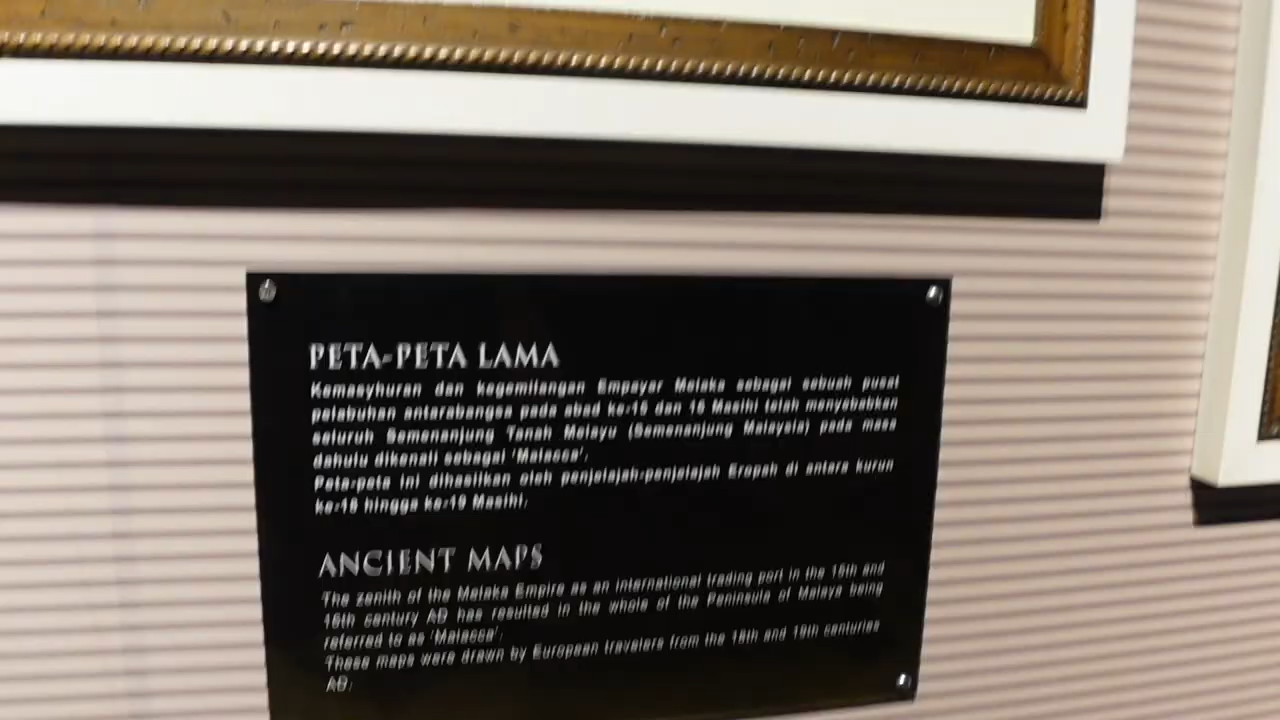 PETA-PETA LAMA
Kemasyhuran dan kegemilangan Empayar Melaka sebagai sebuah pusat
pelabuhan antarabangsa pada abad ke-15 dan 16 Masihi telah menyebabkan
seluruh Semenanjung Tanah Melayu (Semenanjung Malaysia) pada masa
dahulu dikenali sebagai 'Malacca'.
Peta-peta ini dihasilkan oleh penjelajah-penjelajah Eropah di antara kurun
hingga ke-19 Masihi.
ANCIENT MAPS
The zenith of the Melaka Empire as an international trading port in the 15th and
16th century AD has resulted in the whole of the Peninsula of Malaya being
referred to as 'Malacca'.
These maps were drawn by European travelers from the and 19th centuries
AD.